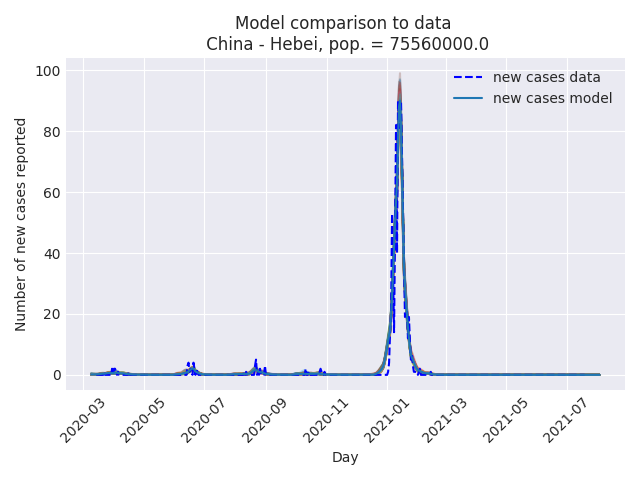 Model comparison to data
China - Hebei, pop. = 75560000.0
new cases data
new cases model
Number of new cases reported
100
80
60
40
20
0
2020-03
2020-05
2020-07
2020-09
2020-11
2021-01
2021-03
2021-05
2021-07
Day